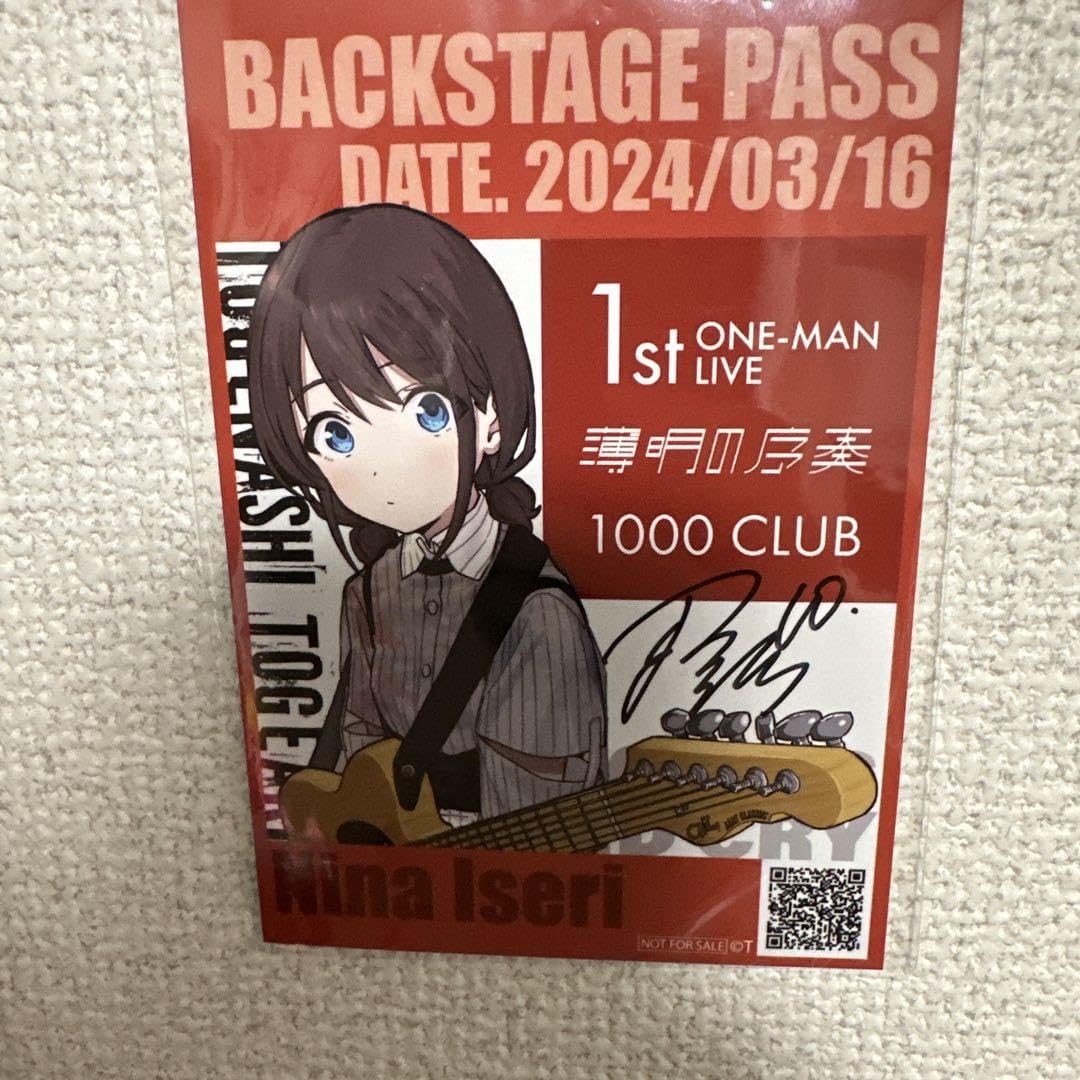 BACKSTAGE PASS
DATE. 2024/03/16
TOGENASHI TOGEARI
1st ONE-MAN LIVE
薄明の序奏
1000 CLUB
CRY
Nina Iseri
NOT FOR SALE ©T